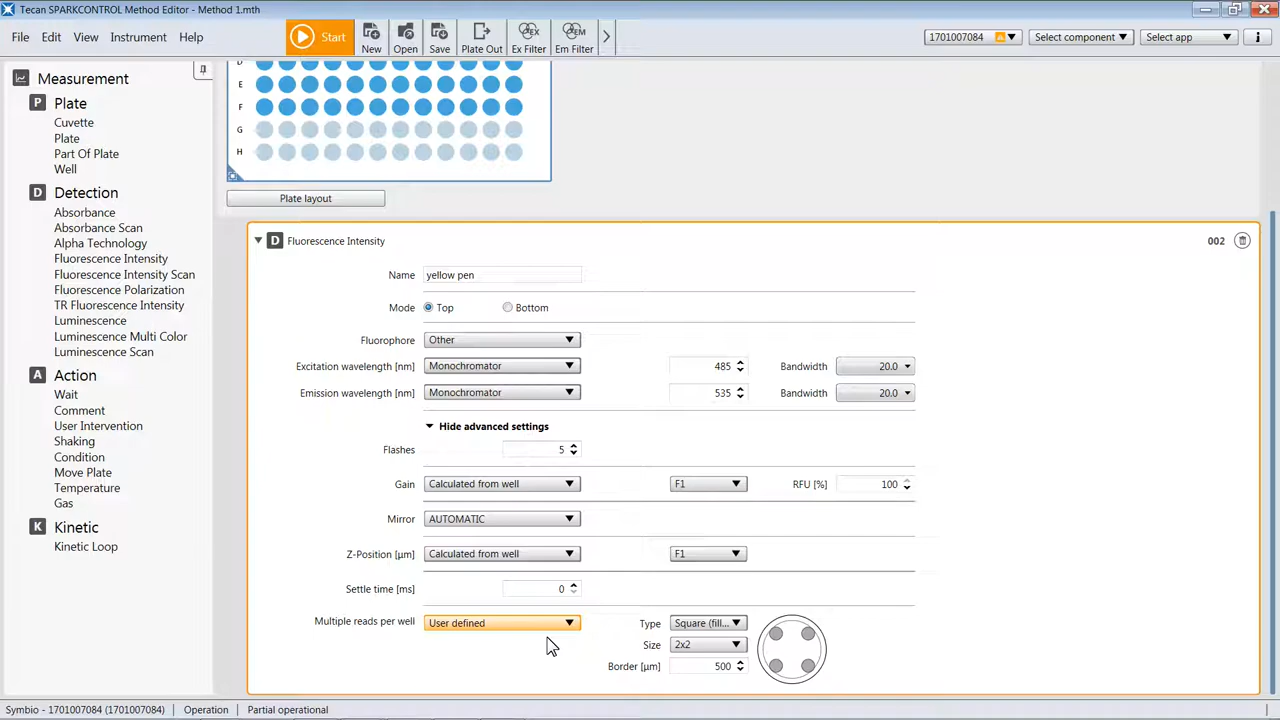 Tecan SPARKCONTROL Method Editor - Method 1.mth
File Edit View Instrument Help Start New Open Save Plate Out Ex Filter Em Filter 1701007084 Select component Select app i
EX EM
Measurement
P Plate
Cuvette
Plate
Part Of Plate
Well
D Detection
Absorbance
Absorbance Scan
Alpha Technology
Fluorescence Intensity
Fluorescence Intensity Scan
Fluorescence Polarization
TR Fluorescence Intensity
Luminescence
Luminescence Multi Color
Luminescence Scan
A Action
Wait
Comment
User Intervention
Shaking
Condition
Move Plate
Temperature
Gas
K Kinetic
Kinetic Loop
D
E
F
G
H
Plate layout
D Fluorescence Intensity 002
Name yellow pen
Mode Top Bottom
Fluorophore Other
Excitation wavelength [nm] Monochromator 485 Bandwidth 20.0
Emission wavelength [nm] Monochromator 535 Bandwidth 20.0
Hide advanced settings
Flashes 5
Gain Calculated from well F1 RFU [%] 100
Mirror AUTOMATIC
Z-Position [µm] Calculated from well F1
Settle time [ms] 0
Multiple reads per well User defined Type Square (fill...
Size 2x2
Border [µm] 500
Symbio - 1701007084 (1701007084) Operation Partial operational